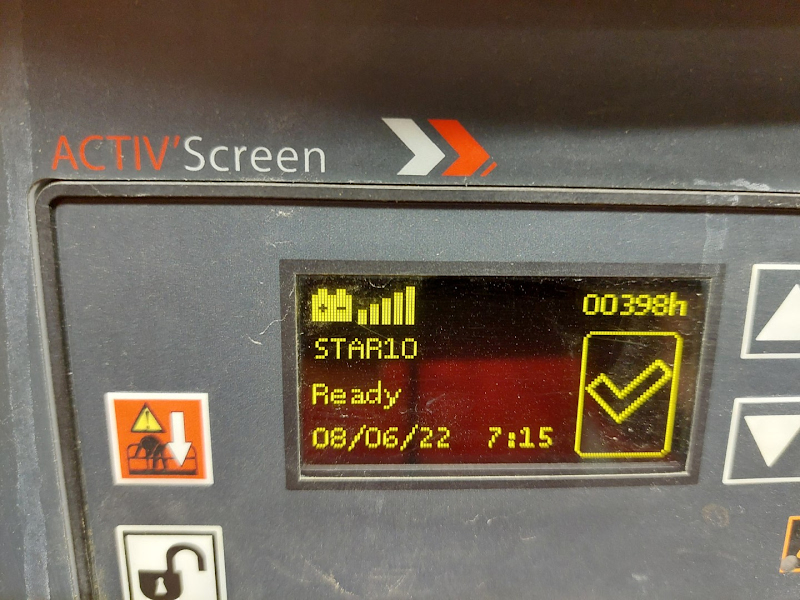 ACTIV'Screen
00398h
STAR10
Ready
08/06/22 7:15